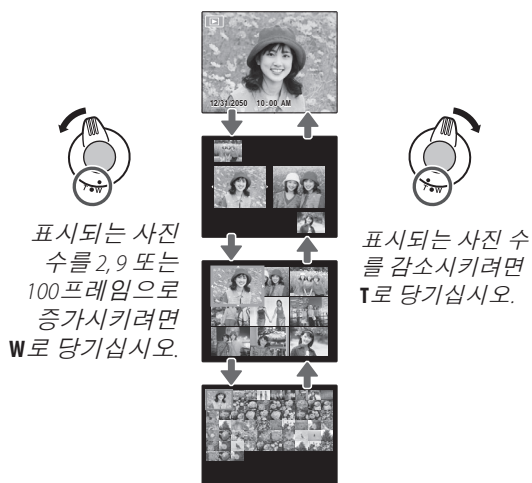 12/31/2050 10:00 AM
T W
표시되는 사진
수를 2, 9 또는
100프레임으로
증가시키려면
W로 당기십시오.
T W
표시되는 사진 수
를 감소시키려면
T로 당기십시오.